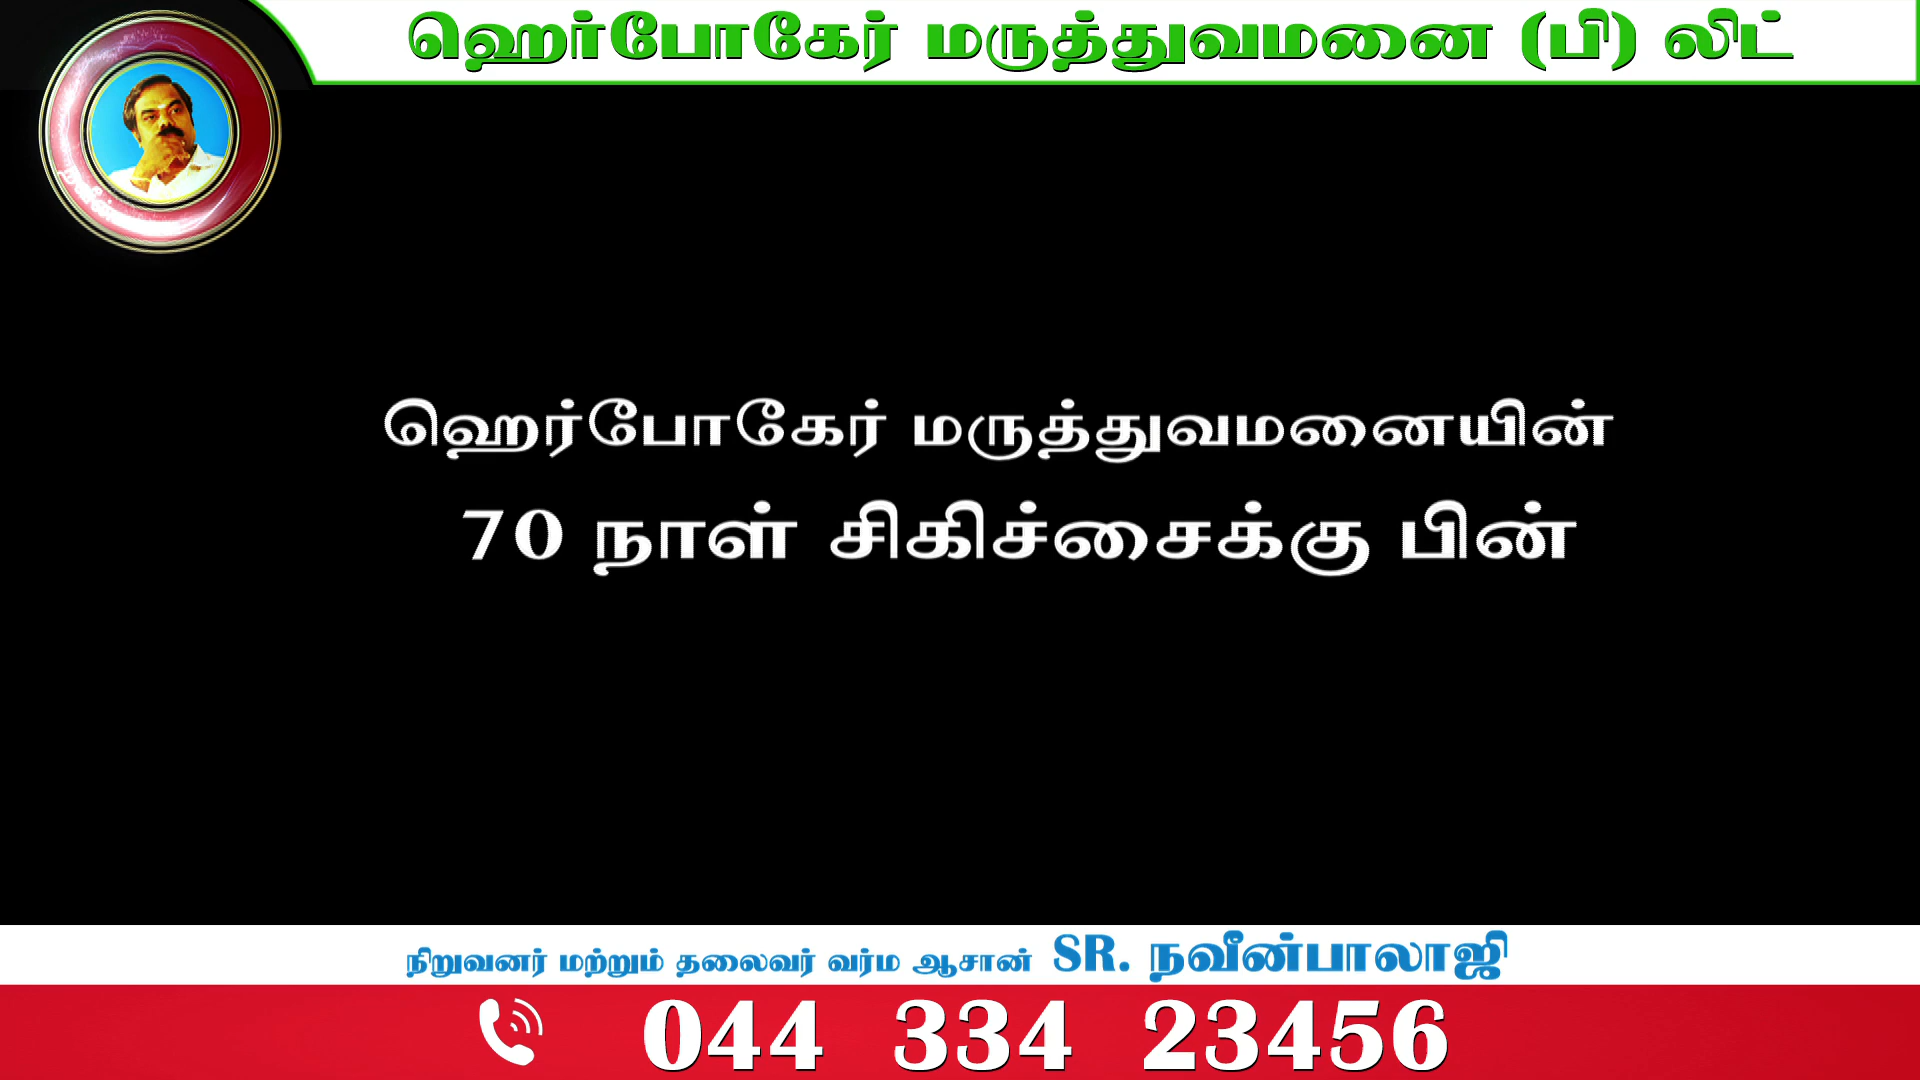 ஹெர்போகேர் மருத்துவமனை (பி) லிட்
ஹெர்போகேர் மருத்துவமனையின்
70 நாள் சிகிச்சைக்கு பின்
நிறுவனர் மற்றும் தலைவர் வர்ம ஆசான் SR. நவீன்பாலாஜி
044 334 23456